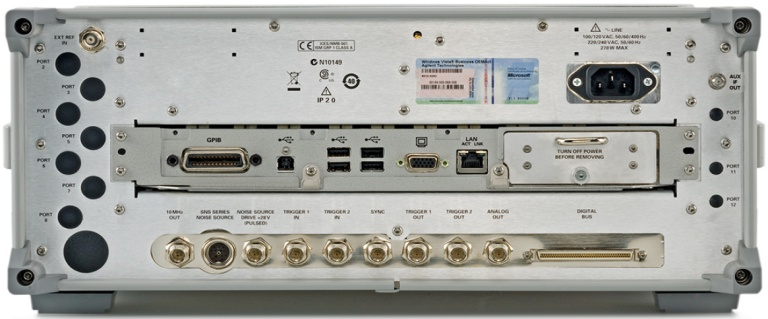 EXT REF
IN
PORT
2
PORT
3
PORT
4
PORT
5
PORT
6
PORT
7
PORT
8
CE
ICES/NMB-001
ISM GRP 1 CLASS A
N10149
40
IP 2 0
Windows Vista® Business OEMAct
Agilent Technologies
Microsoft
LINE
100/120 VAC, 50/60/400 Hz
220/240 VAC, 50/60 Hz
270W MAX
AUX
IF
OUT
PORT
10
PORT
11
PORT
12
GPIB
LAN
ACT LNK
TURN OFF POWER
BEFORE REMOVING
10 MHz
OUT
SNS SERIES
NOISE SOURCE
NOISE SOURCE
DRIVE +28 V
(PULSED)
TRIGGER 1
IN
TRIGGER 2
IN
SYNC
TRIGGER 1
OUT
TRIGGER 2
OUT
ANALOG
OUT
DIGITAL
BUS